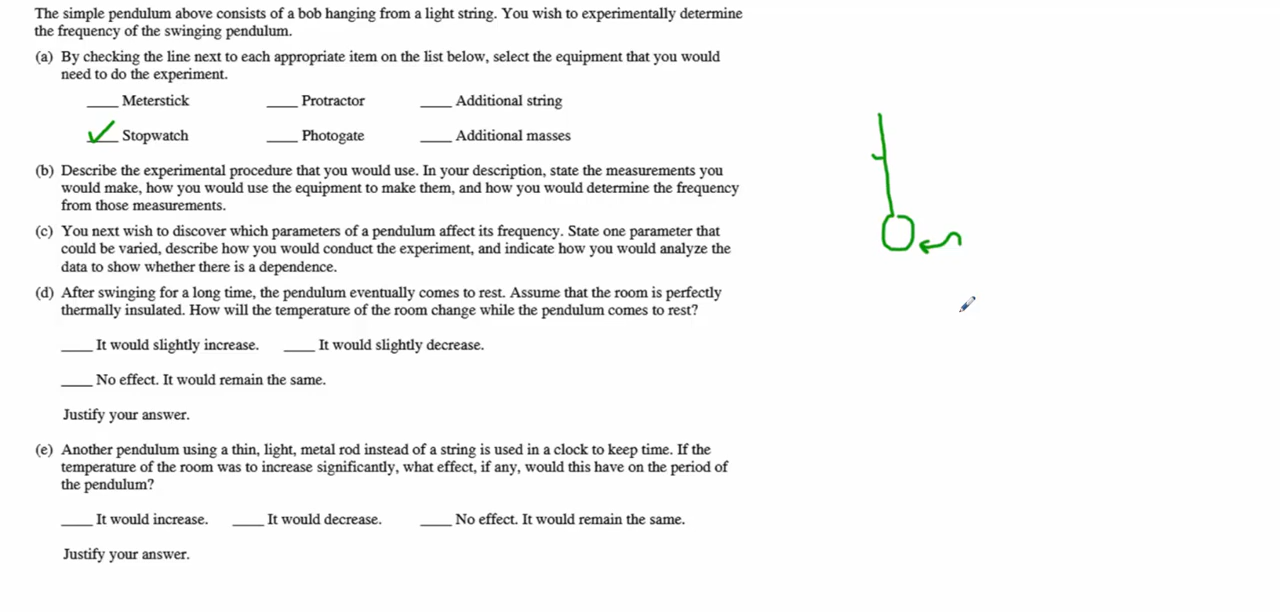 The simple pendulum above consists of a bob hanging from a light string. You wish to experimentally determine
the frequency of the swinging pendulum.
(a) By checking the line next to each appropriate item on the list below, select the equipment that you would
need to do the experiment.
____ Meterstick ____ Protractor ____ Additional string
____ Stopwatch ____ Photogate ____ Additional masses
(b) Describe the experimental procedure that you would use. In your description, state the measurements you
would make, how you would use the equipment to make them, and how you would determine the frequency
from those measurements.
(c) You next wish to discover which parameters of a pendulum affect its frequency. State one parameter that
could be varied, describe how you would conduct the experiment, and indicate how you would analyze the
data to show whether there is a dependence.
(d) After swinging for a long time, the pendulum eventually comes to rest. Assume that the room is perfectly
thermally insulated. How will the temperature of the room change while the pendulum comes to rest?
____ It would slightly increase. ____ It would slightly decrease.
____ No effect. It would remain the same.
Justify your answer.
(e) Another pendulum using a thin, light, metal rod instead of a string is used in a clock to keep time. If the
temperature of the room was to increase significantly, what effect, if any, would this have on the period of
the pendulum?
____ It would increase. ____ It would decrease. ____ No effect. It would remain the same.
Justify your answer.